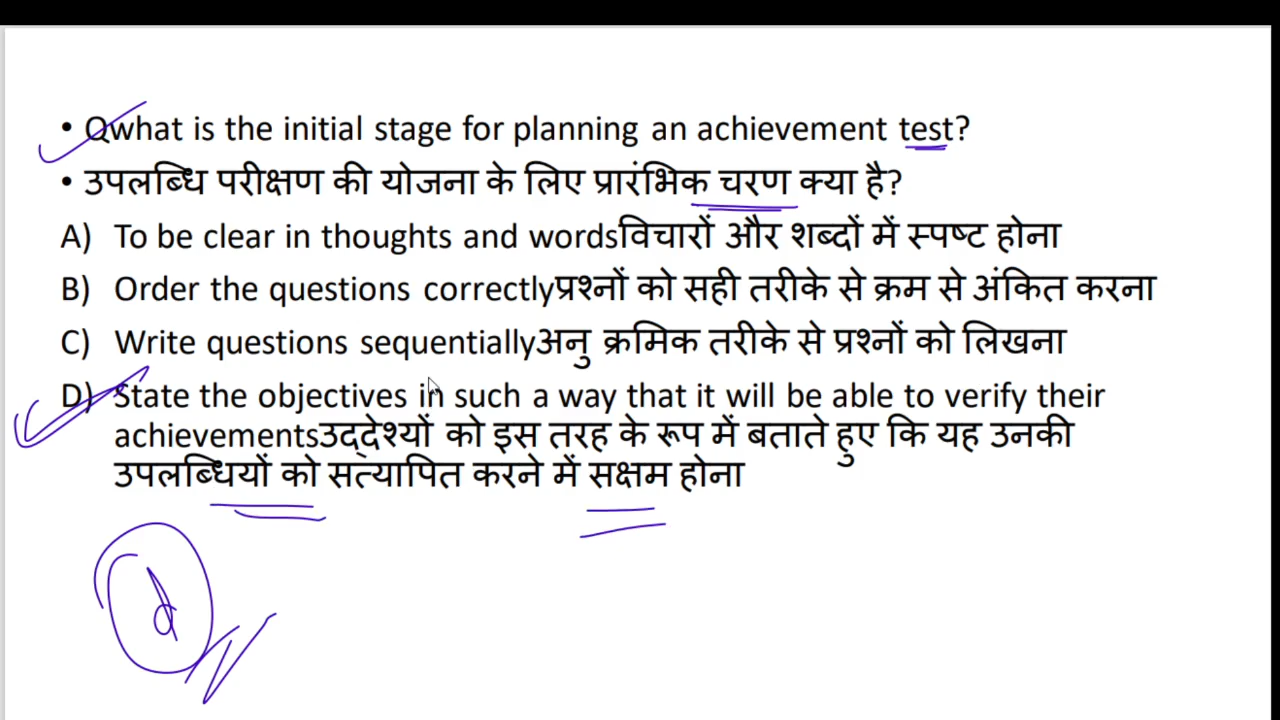 • Qwhat is the initial stage for planning an achievement test?
• उपलब्धि परीक्षण की योजना के लिए प्रारंभिक चरण क्या है?
A) To be clear in thoughts and wordsविचारों और शब्दों में स्पष्ट होना
B) Order the questions correctlyप्रश्नों को सही तरीके से क्रम से अंकित करना
C) Write questions sequentiallyअनु क्रमिक तरीके से प्रश्नों को लिखना
D) State the objectives in such a way that it will be able to verify their
achievementsउद्देश्यों को इस तरह के रूप में बताते हुए कि यह उनकी
उपलब्धियों को सत्यापित करने में सक्षम होना
d